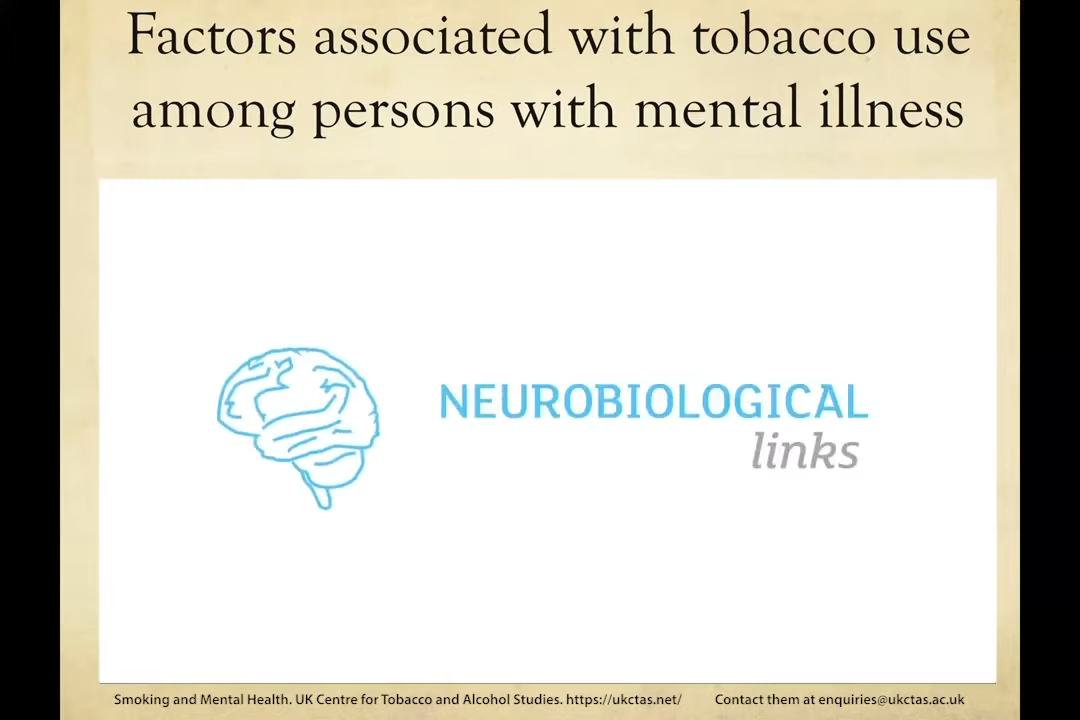 Factors associated with tobacco use
among persons with mental illness
NEUROBIOLOGICAL
links
Smoking and Mental Health. UK Centre for Tobacco and Alcohol Studies. https://ukctas.net/ Contact them at enquiries@ukctas.ac.uk